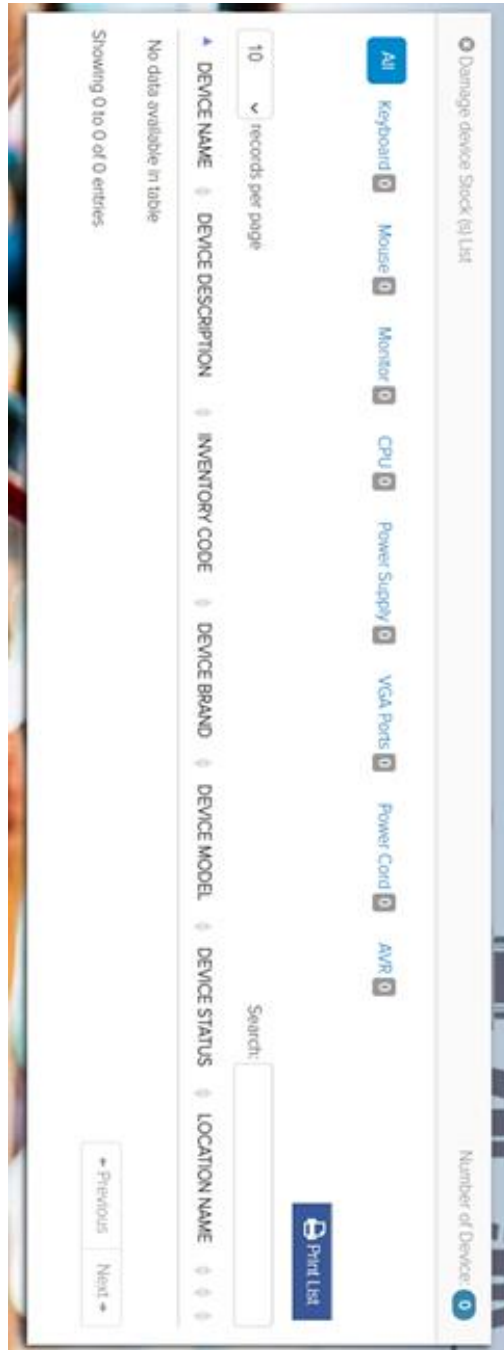 Damage device Stock (s) List Number of Device: 0
All Keyboard 0 Mouse 0 Monitor 0 CPU 0 Power Supply 0 VGA Ports 0 Power Cord 0 AVR 0
Print List
10 records per page Search:
DEVICE NAME DEVICE DESCRIPTION INVENTORY CODE DEVICE BRAND DEVICE MODEL DEVICE STATUS LOCATION NAME
No data available in table
Showing 0 to 0 of 0 entries
← Previous Next →